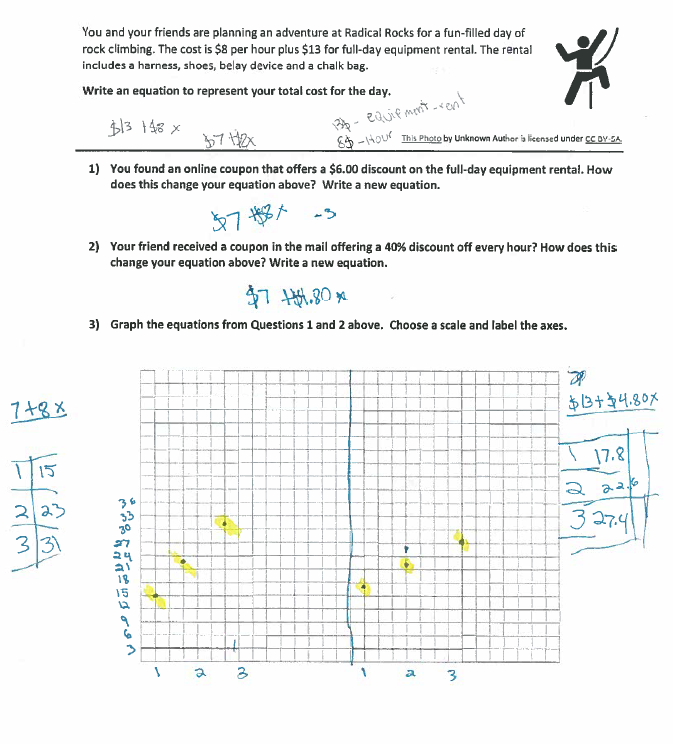 You and your friends are planning an adventure at Radical Rocks for a fun-filled day of
rock climbing. The cost is $8 per hour plus $13 for full-day equipment rental. The rental
includes a harness, shoes, belay device and a chalk bag.
Write an equation to represent your total cost for the day.
$13 + $8 x
13$ - equipment-rent
8$ - Hour
This Photo by Unknown Author is licensed under CC BY-SA.
1) You found an online coupon that offers a $6.00 discount on the full-day equipment rental. How
does this change your equation above? Write a new equation.
$7 + $8 x
2) Your friend received a coupon in the mail offering a 40% discount off every hour? How does this
change your equation above? Write a new equation.
$7 + $4.80 x
3) Graph the equations from Questions 1 and 2 above. Choose a scale and label the axes.
7+8x
1 15
2 23
3 31
$13+$4.80x
1 17.8
2 22.6
3 27.4
36
33
30
27
24
21
18
15
12
9
6
3
1 2 3 1 2 3